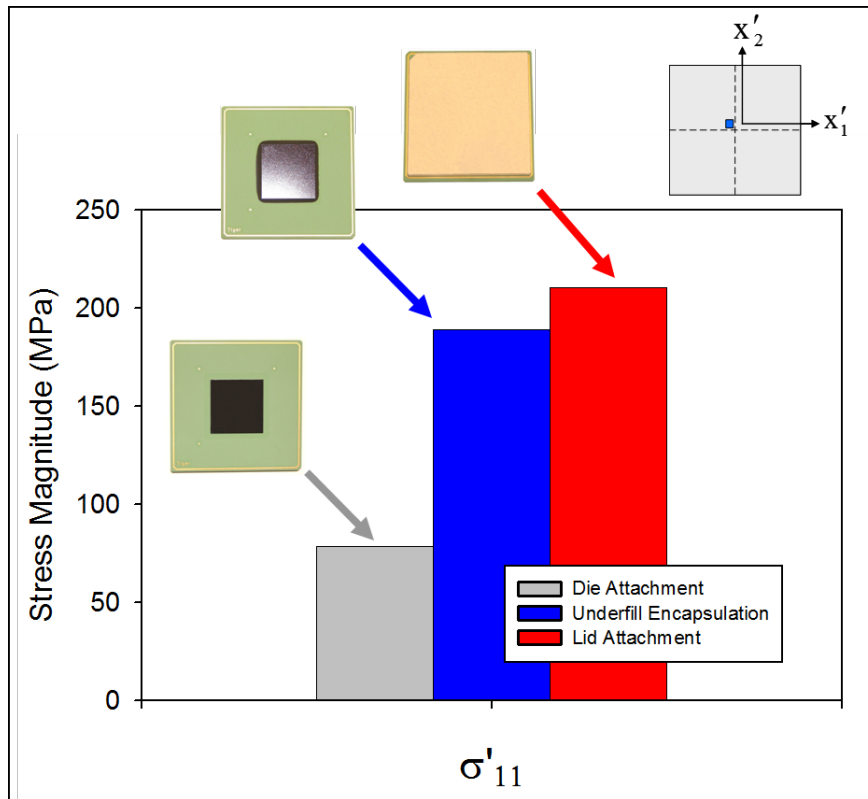 x′2
x′1
250
200
150
100
50
0
Stress Magnitude (MPa)
Die Attachment
Underfill Encapsulation
Lid Attachment
σ'11